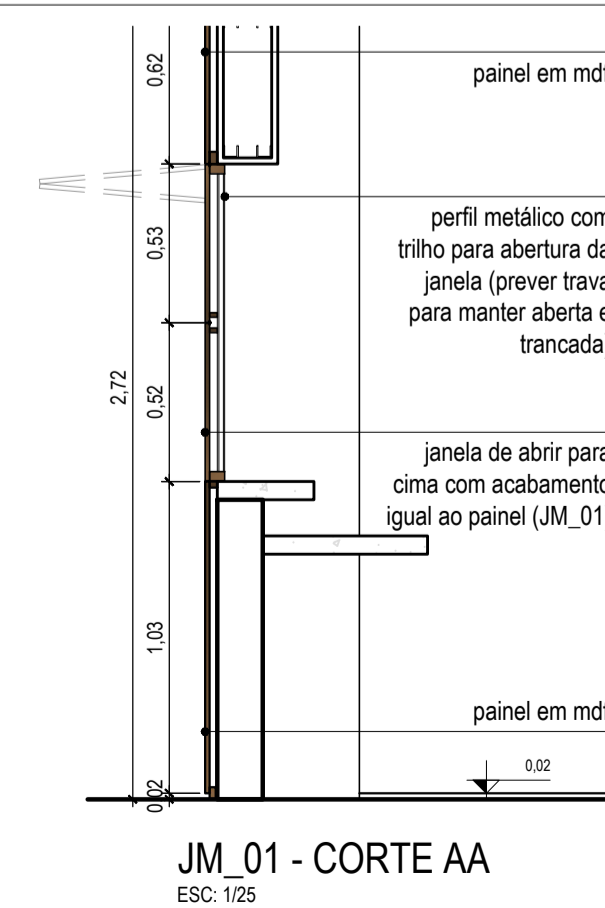 0,62
painel em mdf
0,53
perfil metálico com
trilho para abertura da
janela (prever trava
para manter aberta e
trancada
2,72
0,52
janela de abrir para
cima com acabamento
igual ao painel (JM_01
1,03
painel em mdf
0,02
0,02
JM_01 - CORTE AA
ESC: 1/25